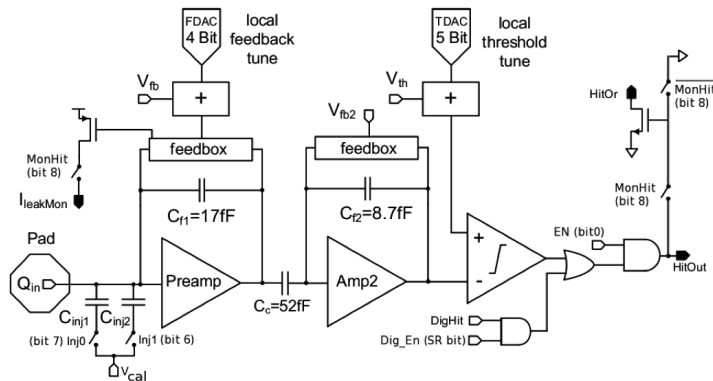 FDAC
4 Bit
local
feedback
tune
V_fb
+
feedbox
MonHit
(bit 8)
I_leakMon
C_f1=17fF
Pad
Q_in
Preamp
C_inj1
C_inj2
(bit 7) Inj0
Inj1 (bit 6)
V_cal
C_c=52fF
V_fb2
feedbox
C_f2=8.7fF
Amp2
TDAC
5 Bit
local
threshold
tune
V_th
+
+
-
DigHit
Dig_En (SR bit)
EN (bit0)
HitOr
MonHit
(bit 8)
MonHit
(bit 8)
HitOut